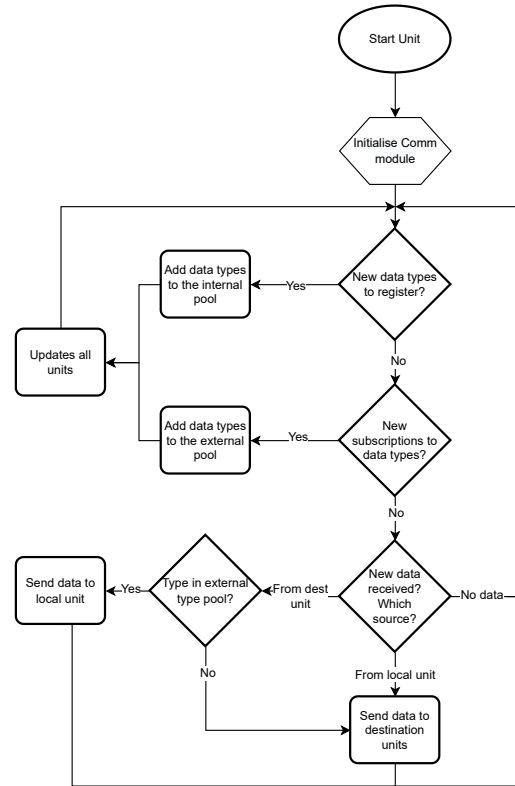 Start Unit
Initialise Comm
module
New data types
to register?
Yes
Add data types
to the internal
pool
Updates all
units
No
New
subscriptions to
data types?
Yes
Add data types
to the external
pool
No
New data
received?
Which
source?
No data
From dest
unit
Type in external
type pool?
Yes
Send data to
local unit
No
From local unit
Send data to
destination
units